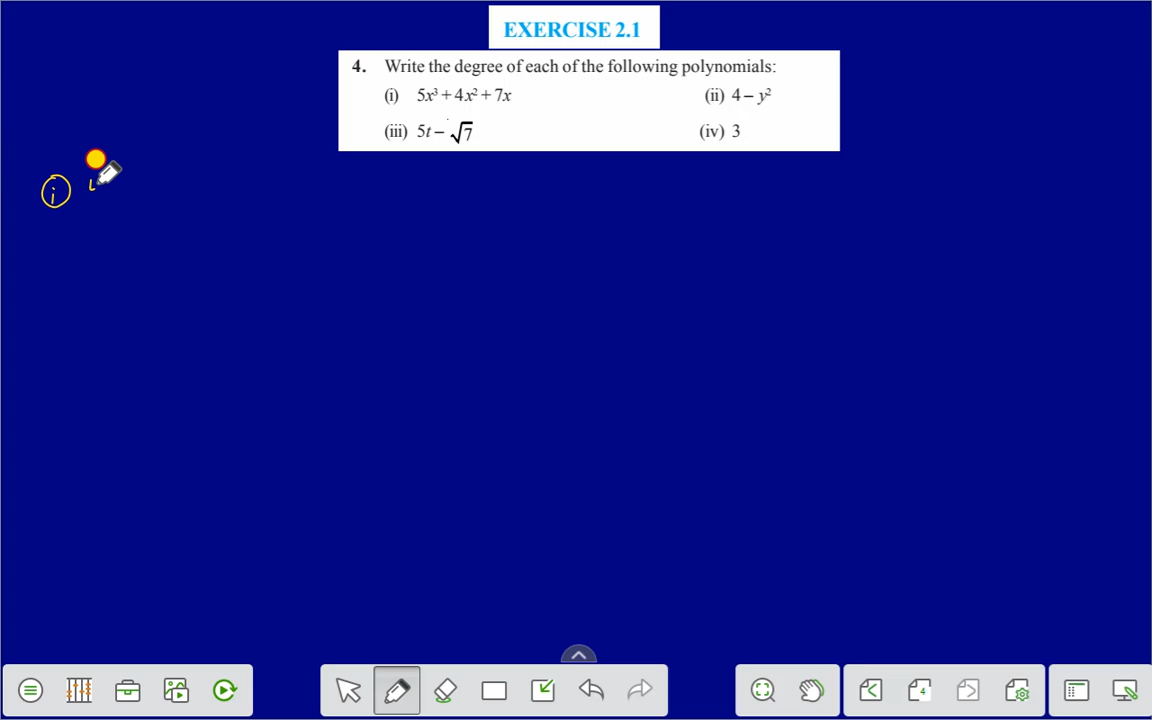 EXERCISE 2.1
4. Write the degree of each of the following polynomials:
(i) 5x³ + 4x² + 7x (ii) 4 – y²
(iii) 5t – √7 (iv) 3
i
4